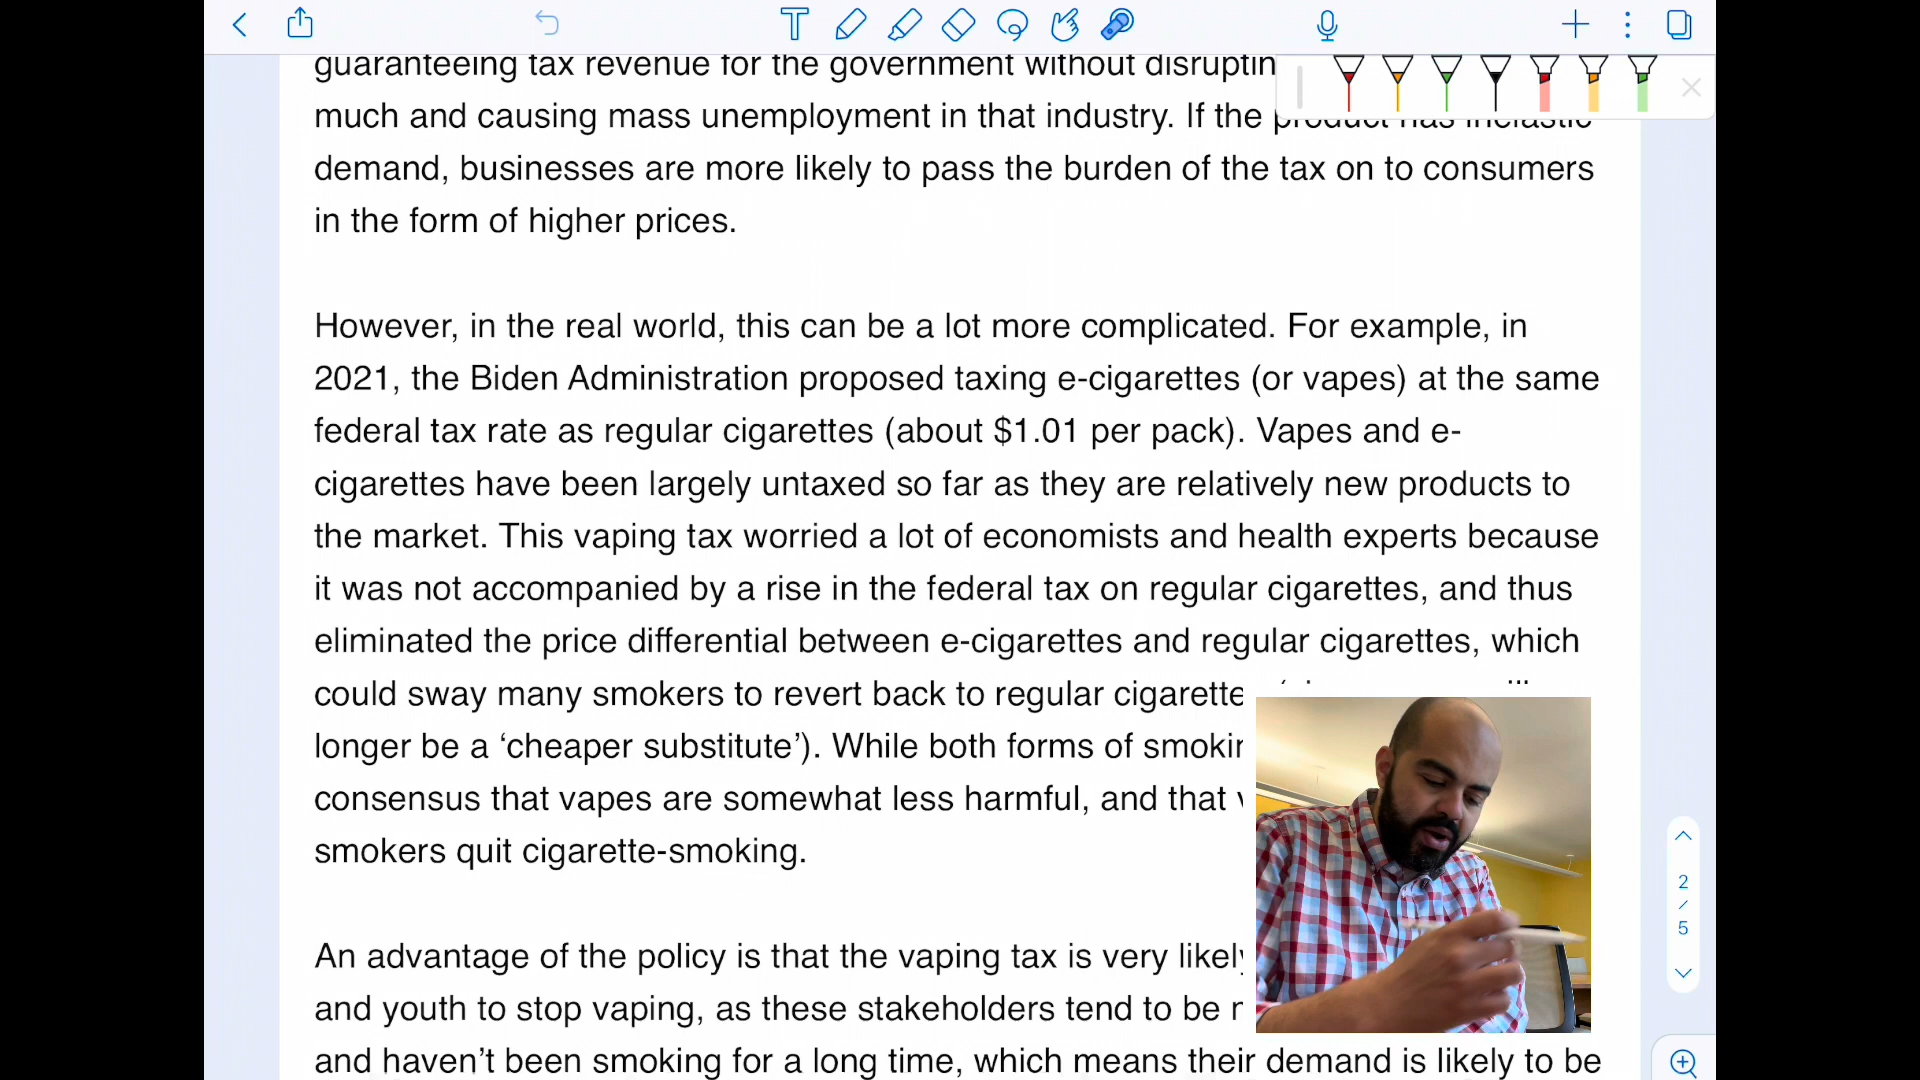 guaranteeing tax revenue for the government without
much and causing mass unemployment in that industry. If the product has inelastic
demand, businesses are more likely to pass the burden of the tax on to consumers
in the form of higher prices.
However, in the real world, this can be a lot more complicated. For example, in
2021, the Biden Administration proposed taxing e-cigarettes (or vapes) at the same
federal tax rate as regular cigarettes (about $1.01 per pack). Vapes and e-
cigarettes have been largely untaxed so far as they are relatively new products to
the market. This vaping tax worried a lot of economists and health experts because
it was not accompanied by a rise in the federal tax on regular cigarettes, and thus
eliminated the price differential between e-cigarettes and regular cigarettes, which
could sway many smokers to revert back to regular
longer be a ‘cheaper substitute’). While both forms of
consensus that vapes are somewhat less harmful, and that
smokers quit cigarette-smoking.
An advantage of the policy is that the vaping tax is very
and youth to stop vaping, as these stakeholders tend to be
and haven’t been smoking for a long time, which means their demand is likely to be
2
/
5